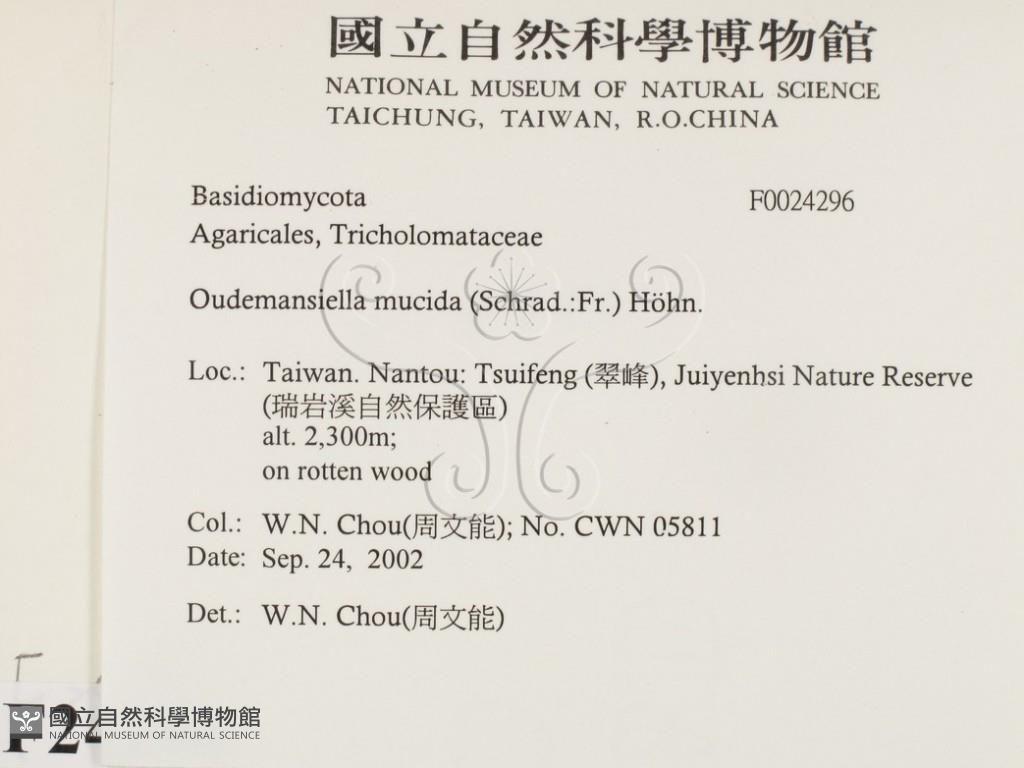 國立自然科學博物館
NATIONAL MUSEUM OF NATURAL SCIENCE
TAICHUNG, TAIWAN, R.O.CHINA
Basidiomycota F0024296
Agaricales, Tricholomataceae
Oudemansiella mucida (Schrad.:Fr.) Höhn.
Loc.: Taiwan. Nantou: Tsuifeng (翠峰), Juiyenhsi Nature Reserve
(瑞岩溪自然保護區)
alt. 2,300m;
on rotten wood
Col.: W.N. Chou(周文能); No. CWN 05811
Date: Sep. 24, 2002
Det.: W.N. Chou(周文能)
國立自然科學博物館
NATIONAL MUSEUM OF NATURAL SCIENCE